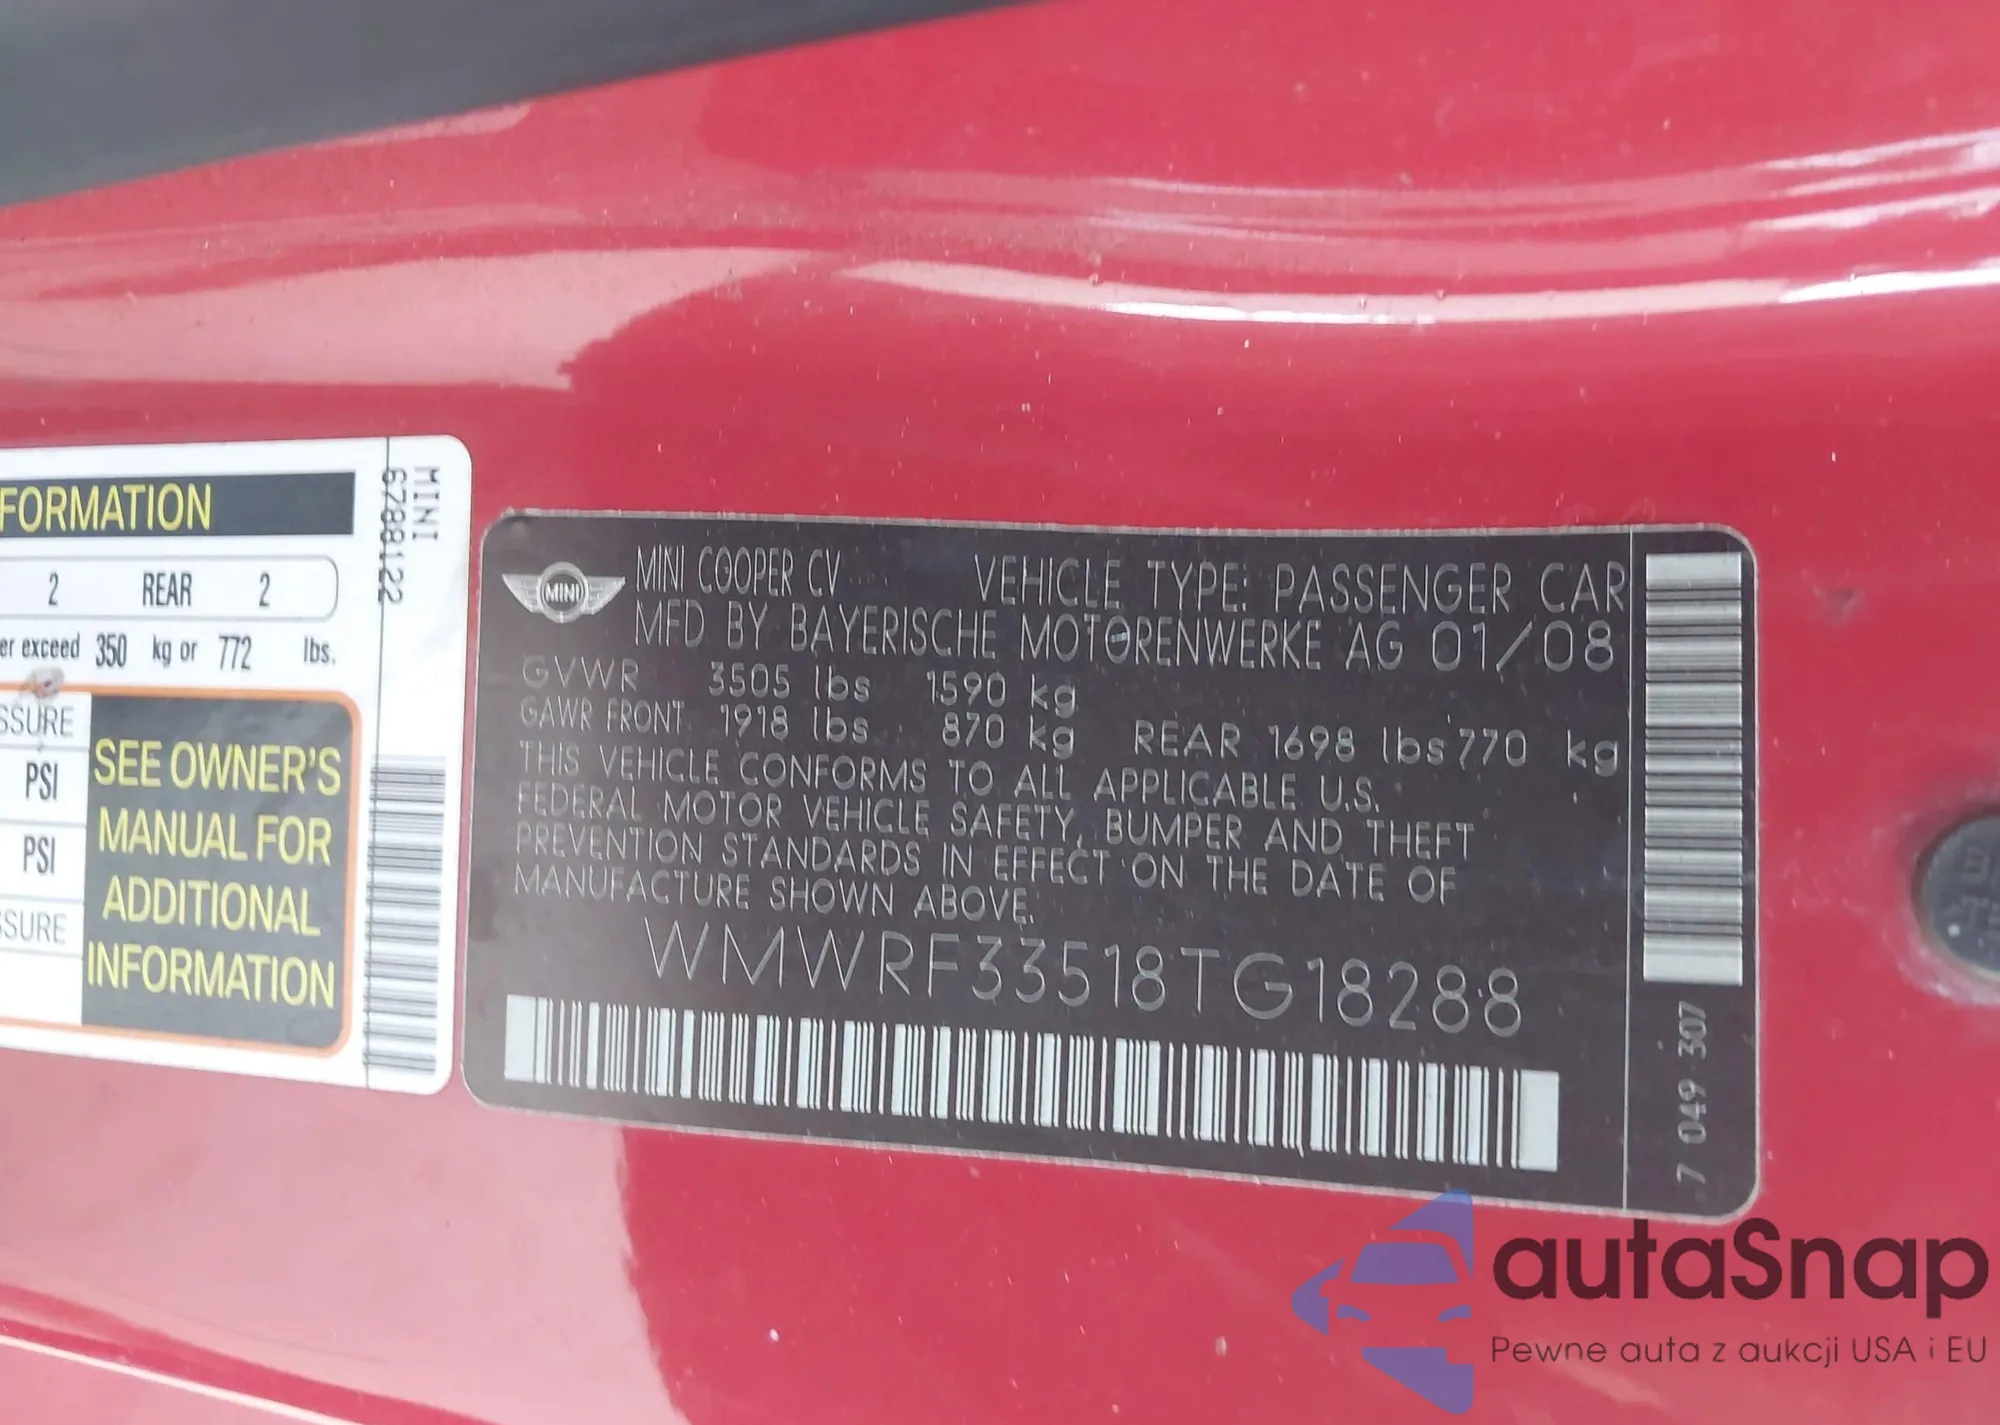 FORMATION
2 REAR 2
er exceed 350 kg or 772 lbs.
SSURE
PSI
PSI
SSURE
SEE OWNER'S
MANUAL FOR
ADDITIONAL
INFORMATION
MINI
6788122
MINI
MINI COOPER CV VEHICLE TYPE: PASSENGER CAR
MFD BY BAYERISCHE MOTORENWERKE AG 01/08
GVWR 3505 lbs 1590 kg
GAWR FRONT 1918 lbs 870 kg REAR 1698 lbs 770 kg
THIS VEHICLE CONFORMS TO ALL APPLICABLE U.S.
FEDERAL MOTOR VEHICLE SAFETY, BUMPER AND THEFT
PREVENTION STANDARDS IN EFFECT ON THE DATE OF
MANUFACTURE SHOWN ABOVE.
WMWRF33518TG18288
7 049 307
autaSnap
Pewne auta z aukcji USA i EU